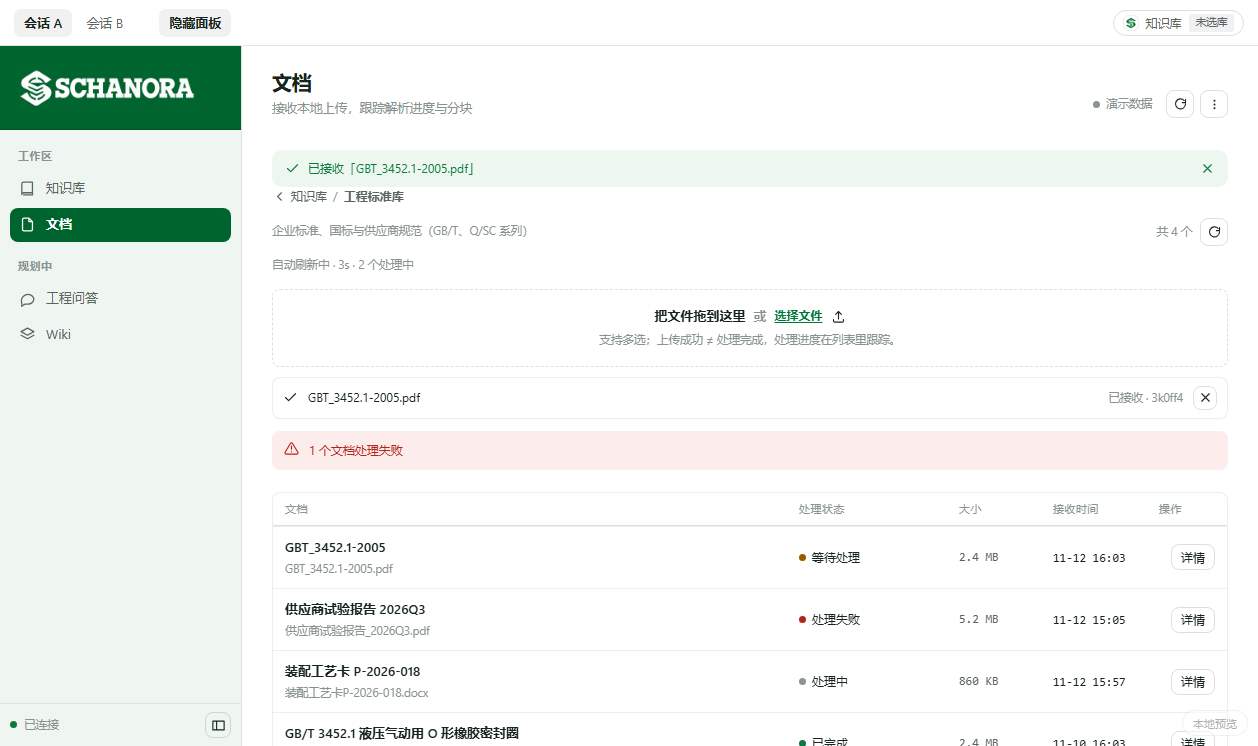 会话 A 会话 B 隐藏面板 知识库 未选库
SCHANORA
工作区
知识库
文档
规划中
工程问答
Wiki
已连接
文档
接收本地上传，跟踪解析进度与分块
演示数据
已接收「GBT_3452.1-2005.pdf」
知识库 / 工程标准库
企业标准、国标与供应商规范（GB/T、Q/SC 系列） 共 4 个
自动刷新中 · 3s · 2 个处理中
把文件拖到这里 或 选择文件
支持多选；上传成功 ≠ 处理完成，处理进度在列表里跟踪。
GBT_3452.1-2005.pdf 已接收 · 3k0ff4
1 个文档处理失败
文档 处理状态 大小 接收时间 操作
GBT_3452.1-2005
GBT_3452.1-2005.pdf 等待处理 2.4 MB 11-12 16:03 详情
供应商试验报告 2026Q3
供应商试验报告_2026Q3.pdf 处理失败 5.2 MB 11-12 15:05 详情
装配工艺卡 P-2026-018
装配工艺卡P-2026-018.docx 处理中 860 KB 11-12 15:57 详情
GB/T 3452.1 液压气动用 O 形橡胶密封圈 已完成 2.4 MB 11-10 16:03 详情
本地预览